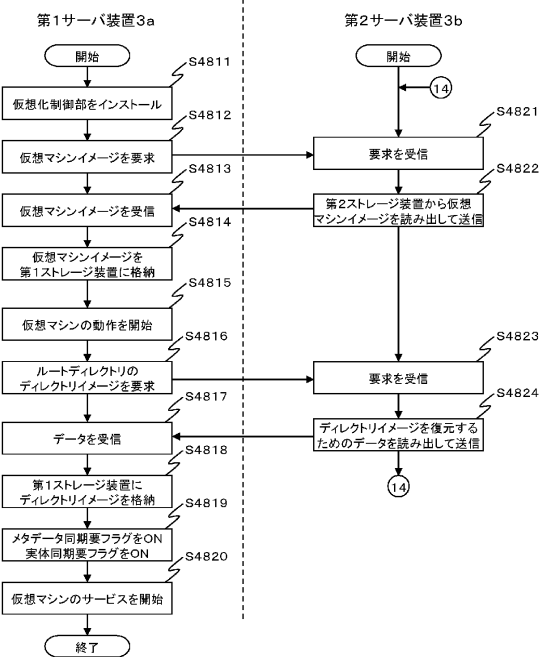 第1サーバ装置3a
第2サーバ装置3b
開始
S4811
仮想化制御部をインストール
S4812
仮想マシンイメージを要求
S4813
仮想マシンイメージを受信
S4814
仮想マシンイメージを
第1ストレージ装置に格納
S4815
仮想マシンの動作を開始
S4816
ルートディレクトリの
ディレクトリイメージを要求
S4817
データを受信
S4818
第1ストレージ装置に
ディレクトリイメージを格納
S4819
メタデータ同期要フラグをON
実体同期要フラグをON
S4820
仮想マシンのサービスを開始
終了
開始
14
S4821
要求を受信
S4822
第2ストレージ装置から仮想
マシンイメージを読み出して送信
S4823
要求を受信
S4824
ディレクトリイメージを復元する
ためのデータを読み出して送信
14